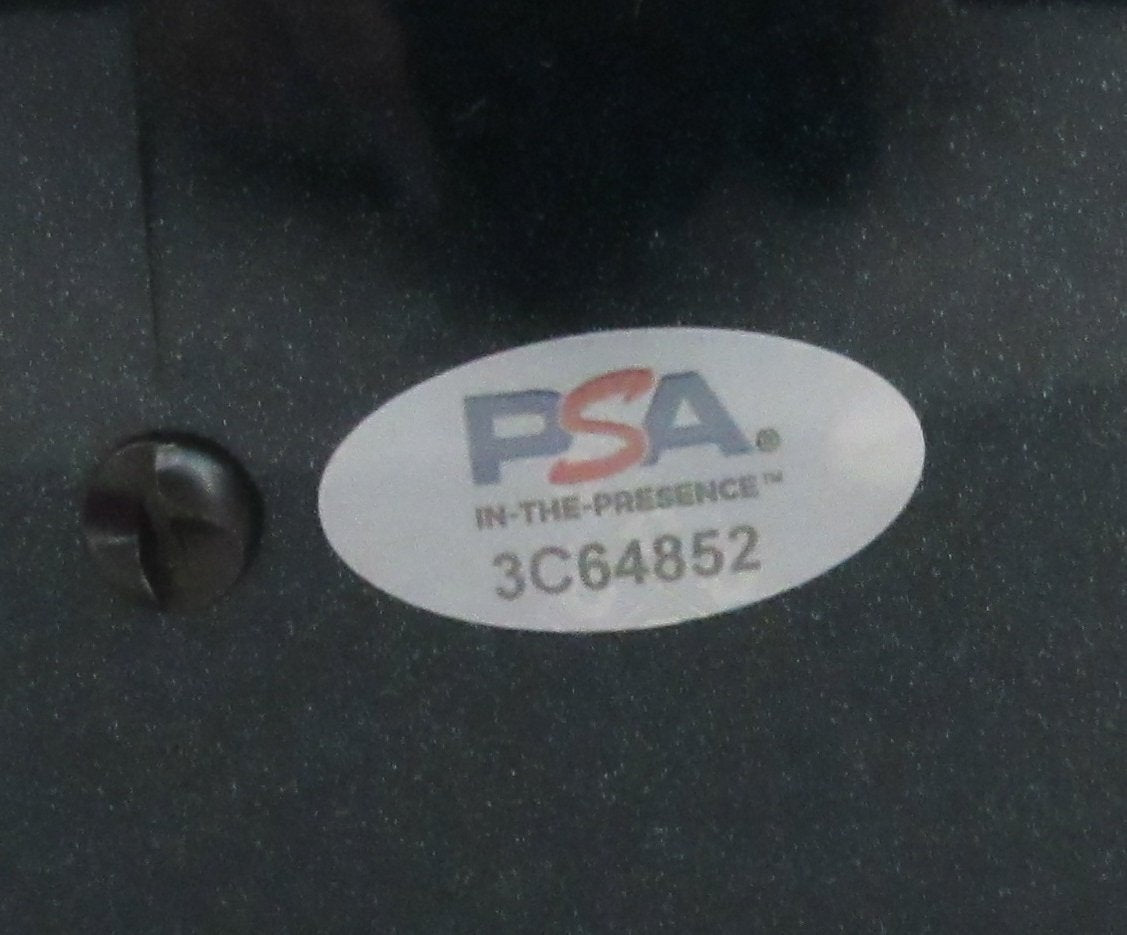 PSA®
IN-THE-PRESENCE™
3C64852